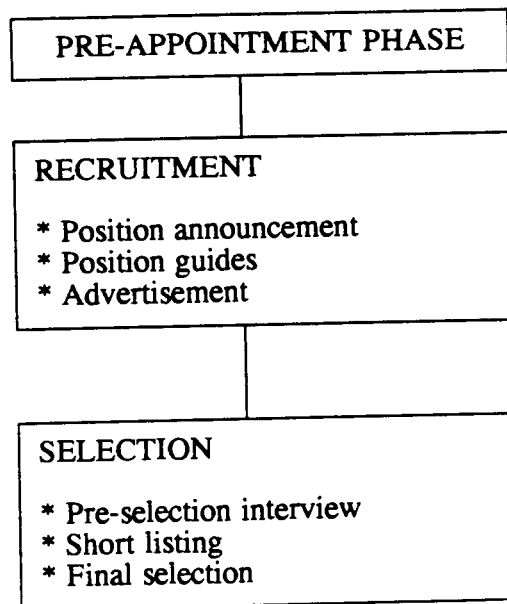 PRE-APPOINTMENT PHASE
RECRUITMENT
* Position announcement
* Position guides
* Advertisement
SELECTION
* Pre-selection interview
* Short listing
* Final selection